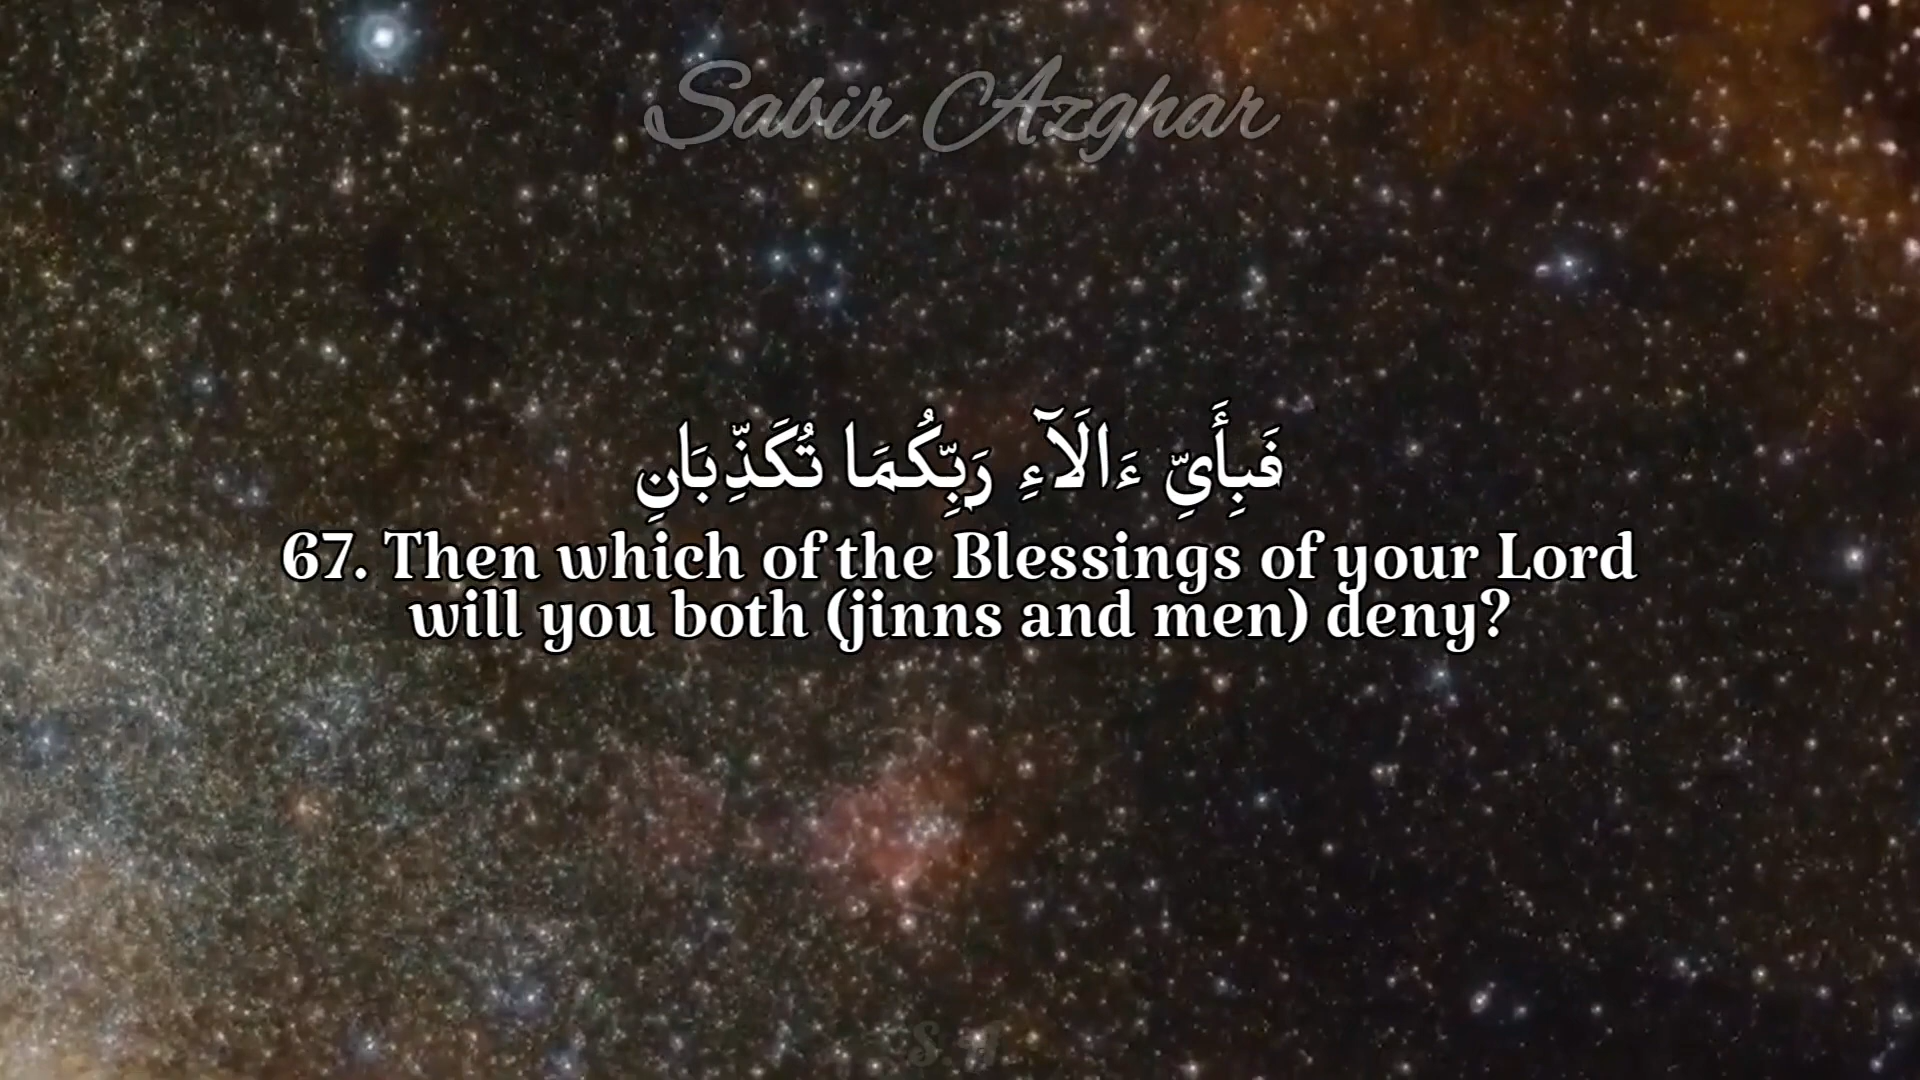 Sabir Azghar
فَبِأَيِّ ءَالَآءِ رَبِّكُمَا تُكَذِّبَانِ
67. Then which of the Blessings of your Lord
will you both (jinns and men) deny?
S A